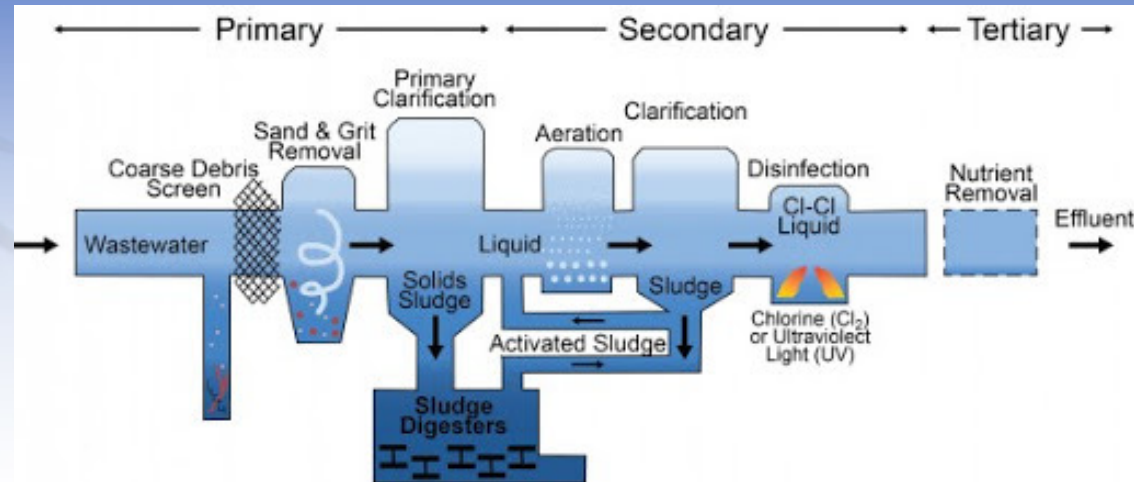 Primary
Secondary
Tertiary
Primary
Clarification
Sand & Grit
Removal
Coarse Debris
Screen
Aeration
Clarification
Disinfection
Nutrient
Removal
Wastewater
Liquid
Cl-Cl
Liquid
Effluent
Solids
Sludge
Sludge
Activated Sludge
Chlorine (Cl₂)
or Ultraviolect
Light (UV)
Sludge
Digesters